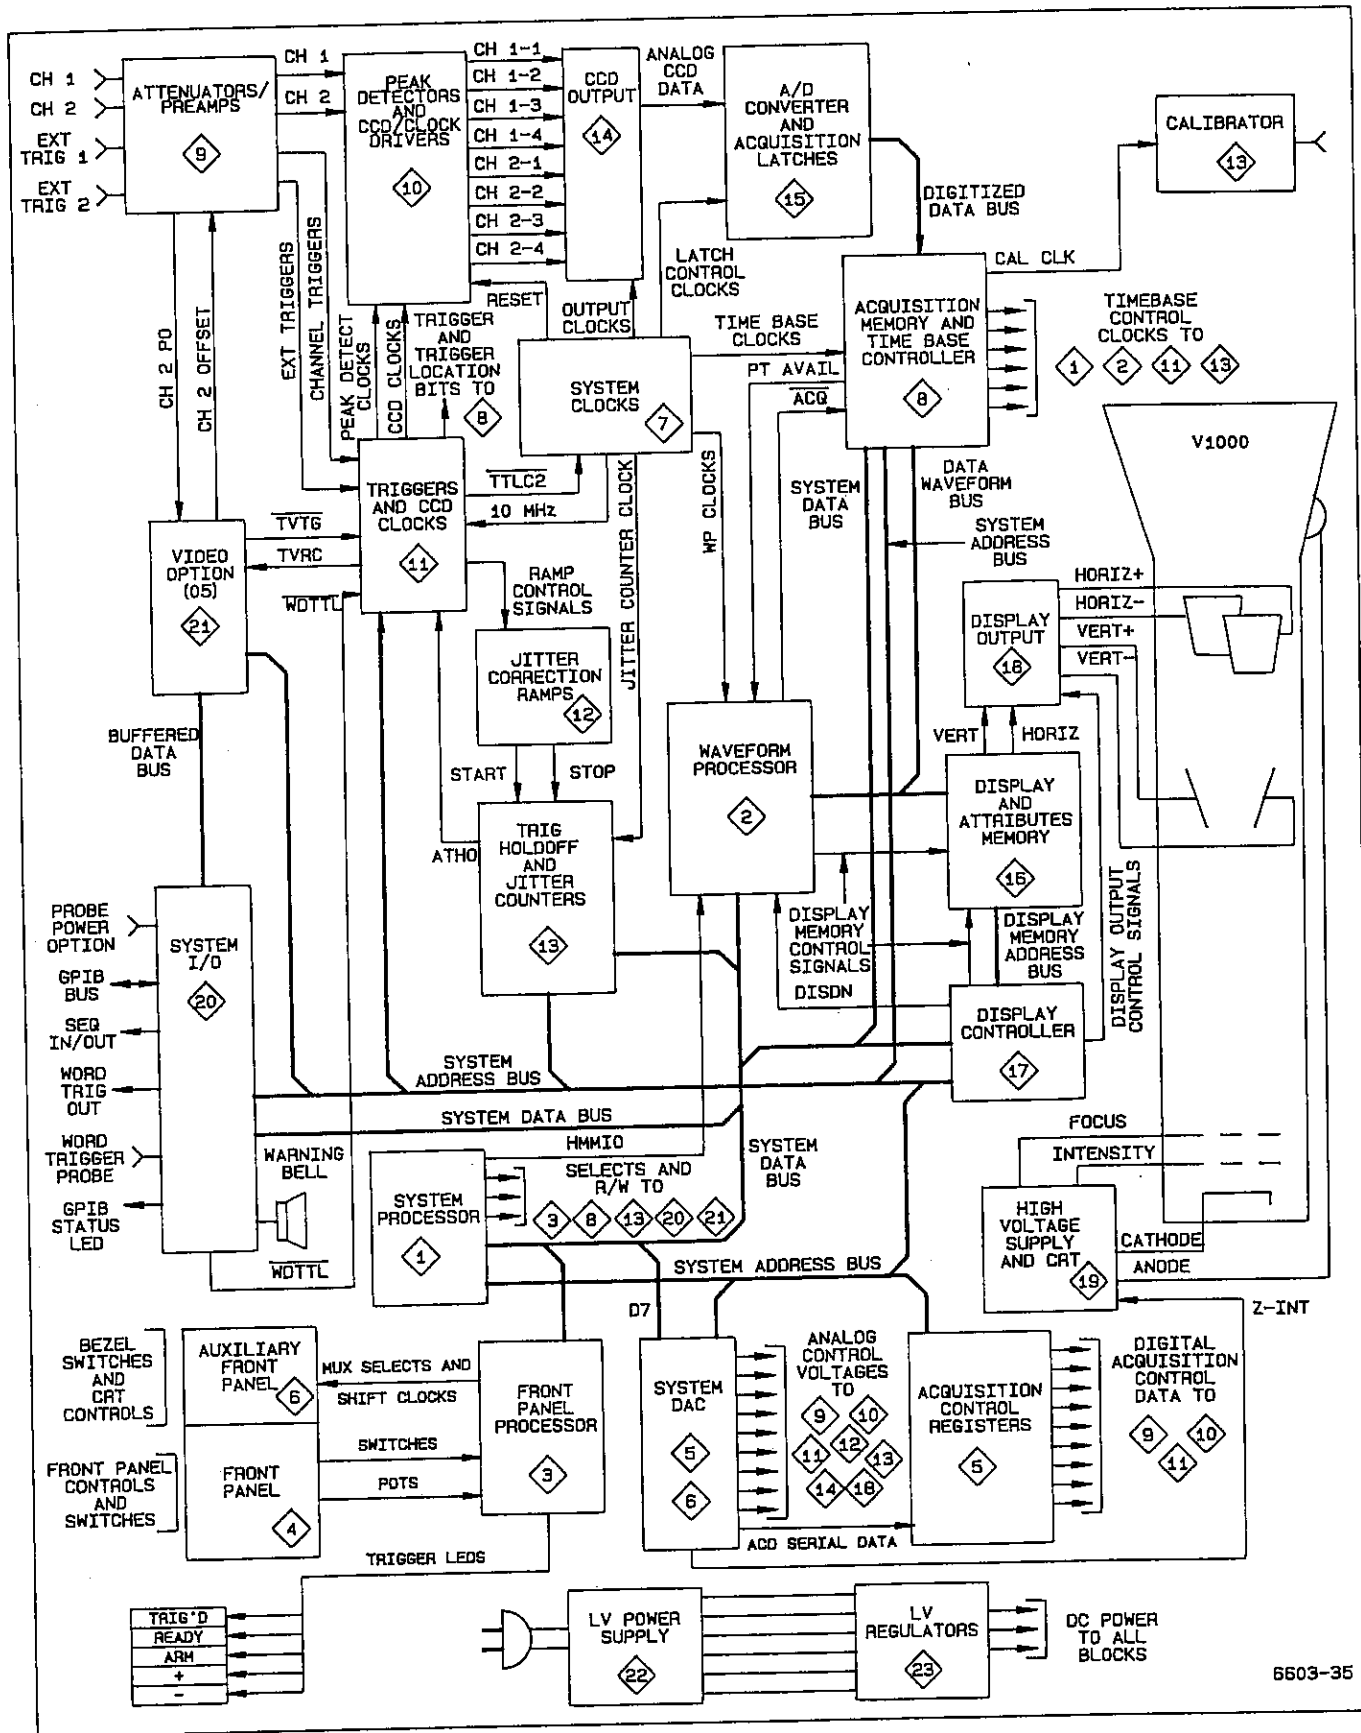 CH 1
CH 2
EXT
TRIG 1
EXT
TRIG 2
ATTENUATORS/
PREAMPS
9
CH 1
CH 2
PEAK
DETECTORS
AND
CCD/CLOCK
DRIVERS
10
CH 1-1
CH 1-2
CH 1-3
CH 1-4
CH 2-1
CH 2-2
CH 2-3
CH 2-4
CCD
OUTPUT
14
ANALOG
CCD
DATA
A/D
CONVERTER
AND
ACQUISITION
LATCHES
15
DIGITIZED
DATA BUS
CALIBRATOR
13
CAL CLK
CH 2 PO
CH 2 OFFSET
EXT TRIGGERS
CHANNEL TRIGGERS
PEAK DETECT
CLOCKS
CCD CLOCKS
RESET
TRIGGER
AND
TRIGGER
LOCATION
BITS TO
8
OUTPUT
CLOCKS
LATCH
CONTROL
CLOCKS
SYSTEM
CLOCKS
7
TIME BASE
CLOCKS
PT AVAIL
ACQ
ACQUISITION
MEMORY AND
TIME BASE
CONTROLLER
8
TIMEBASE
CONTROL
CLOCKS TO
1 2 11 13
V1000
VIDEO
OPTION
(05)
21
TVTG
TVRC
WDTTL
TRIGGERS
AND CCD
CLOCKS
11
TTLC2
10 MHz
JITTER COUNTER CLOCK
WP CLOCKS
SYSTEM
DATA
BUS
DATA
WAVEFORM
BUS
SYSTEM
ADDRESS
BUS
RAMP
CONTROL
SIGNALS
JITTER
CORRECTION
RAMPS
12
START
STOP
DISPLAY
OUTPUT
18
HORIZ+
HORIZ-
VERT+
VERT-
VERT
HORIZ
BUFFERED
DATA
BUS
ATHO
TRIG
HOLDOFF
AND
JITTER
COUNTERS
13
WAVEFORM
PROCESSOR
2
DISPLAY
AND
ATTRIBUTES
MEMORY
16
DISPLAY
MEMORY
CONTROL
SIGNALS
DISPLAY
MEMORY
ADDRESS
BUS
DISPLAY OUTPUT
CONTROL SIGNALS
DISDN
DISPLAY
CONTROLLER
17
PROBE
POWER
OPTION
GPIB
BUS
SEQ
IN/OUT
WORD
TRIG
OUT
WORD
TRIGGER
PROBE
GPIB
STATUS
LED
SYSTEM
I/O
20
WARNING
BELL
WDTTL
SYSTEM
ADDRESS BUS
SYSTEM DATA BUS
HMMIO
SYSTEM
DATA
BUS
SYSTEM
PROCESSOR
1
SELECTS AND
R/W TO
3 8 13 20 21
SYSTEM ADDRESS BUS
D7
FOCUS
INTENSITY
HIGH
VOLTAGE
SUPPLY
AND CRT
19
CATHODE
ANODE
Z-INT
BEZEL
SWITCHES
AND
CRT
CONTROLS
AUXILIARY
FRONT
PANEL
6
MUX SELECTS AND
SHIFT CLOCKS
FRONT
PANEL
PROCESSOR
3
FRONT PANEL
CONTROLS
AND
SWITCHES
FRONT
PANEL
4
SWITCHES
POTS
TRIGGER LEDS
SYSTEM
DAC
5
6
ANALOG
CONTROL
VOLTAGES
TO
9 10
11 12 13
14 18
ACQUISITION
CONTROL
REGISTERS
5
DIGITAL
ACQUISITION
CONTROL
DATA TO
9 10
11
ACD SERIAL DATA
TRIG'D
READY
ARM
+
-
LV POWER
SUPPLY
22
LV
REGULATORS
23
DC POWER
TO ALL
BLOCKS
6603-35